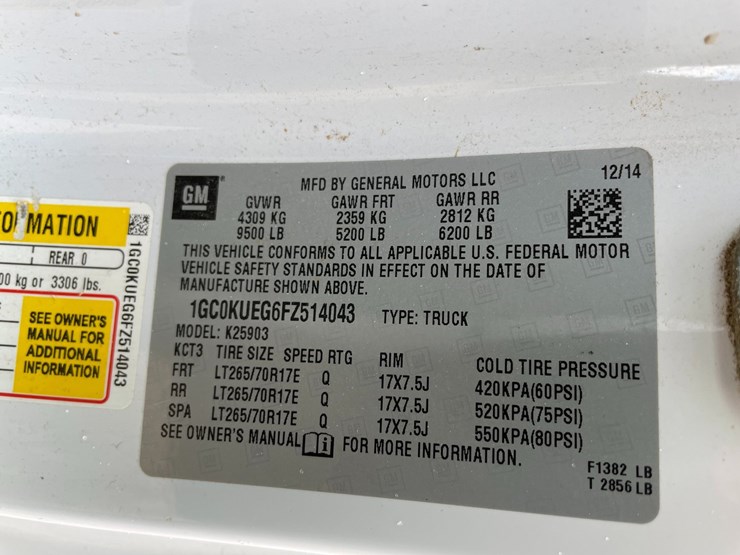 GM
MFD BY GENERAL MOTORS LLC 12/14
GVWR GAWR FRT GAWR RR
4309 KG 2359 KG 2812 KG
9500 LB 5200 LB 6200 LB
THIS VEHICLE CONFORMS TO ALL APPLICABLE U.S. FEDERAL MOTOR
VEHICLE SAFETY STANDARDS IN EFFECT ON THE DATE OF
MANUFACTURE SHOWN ABOVE.
1GC0KUEG6FZ514043 TYPE: TRUCK
MODEL: K25903
KCT3 TIRE SIZE SPEED RTG RIM COLD TIRE PRESSURE
FRT LT265/70R17E Q 17X7.5J 420KPA(60PSI)
RR LT265/70R17E Q 17X7.5J 520KPA(75PSI)
SPA LT265/70R17E Q 17X7.5J 550KPA(80PSI)
SEE OWNER'S MANUAL i FOR MORE INFORMATION.
F1382 LB
T 2856 LB
MATION
REAR 0
00 kg or 3306 lbs.
SEE OWNER'S
MANUAL FOR
ADDITIONAL
INFORMATION
1GC0KUEG6FZ514043